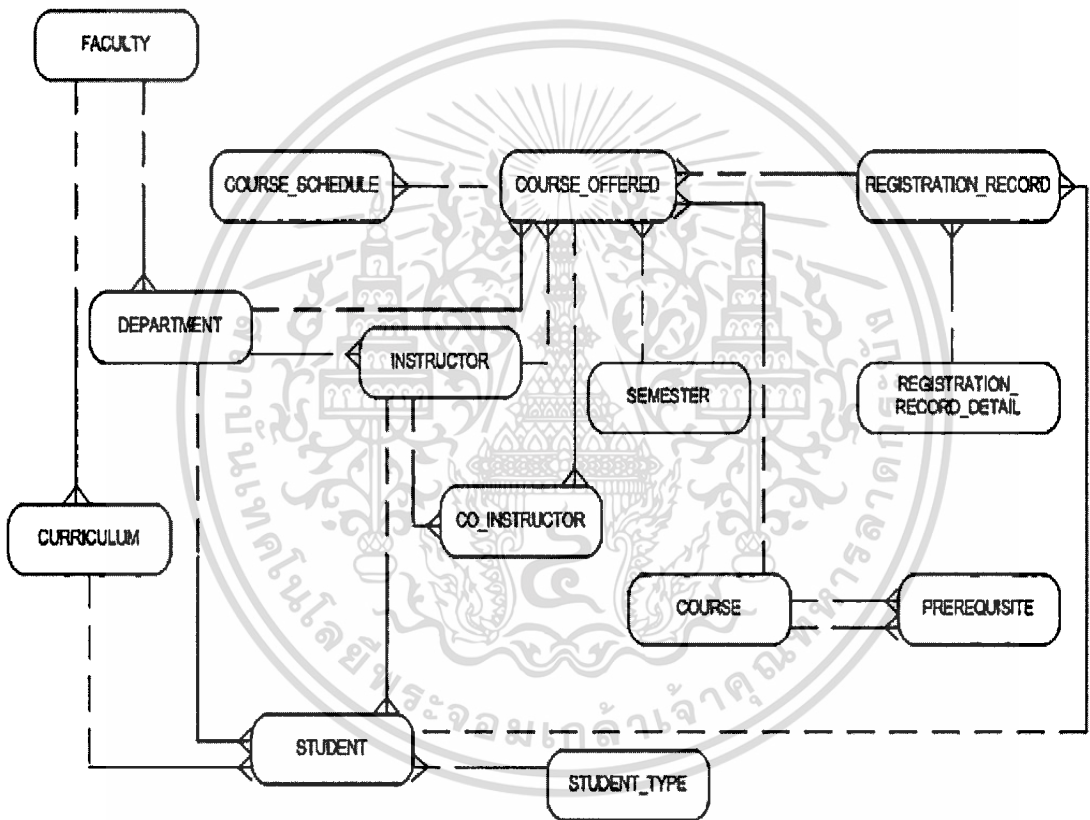 FACULTY
COURSE_SCHEDULE
COURSE_OFFERED
REGISTRATION_RECORD
DEPARTMENT
INSTRUCTOR
SEMESTER
REGISTRATION_
RECORD_DETAIL
CURRICULUM
CO_INSTRUCTOR
COURSE
PREREQUISITE
STUDENT
STUDENT_TYPE